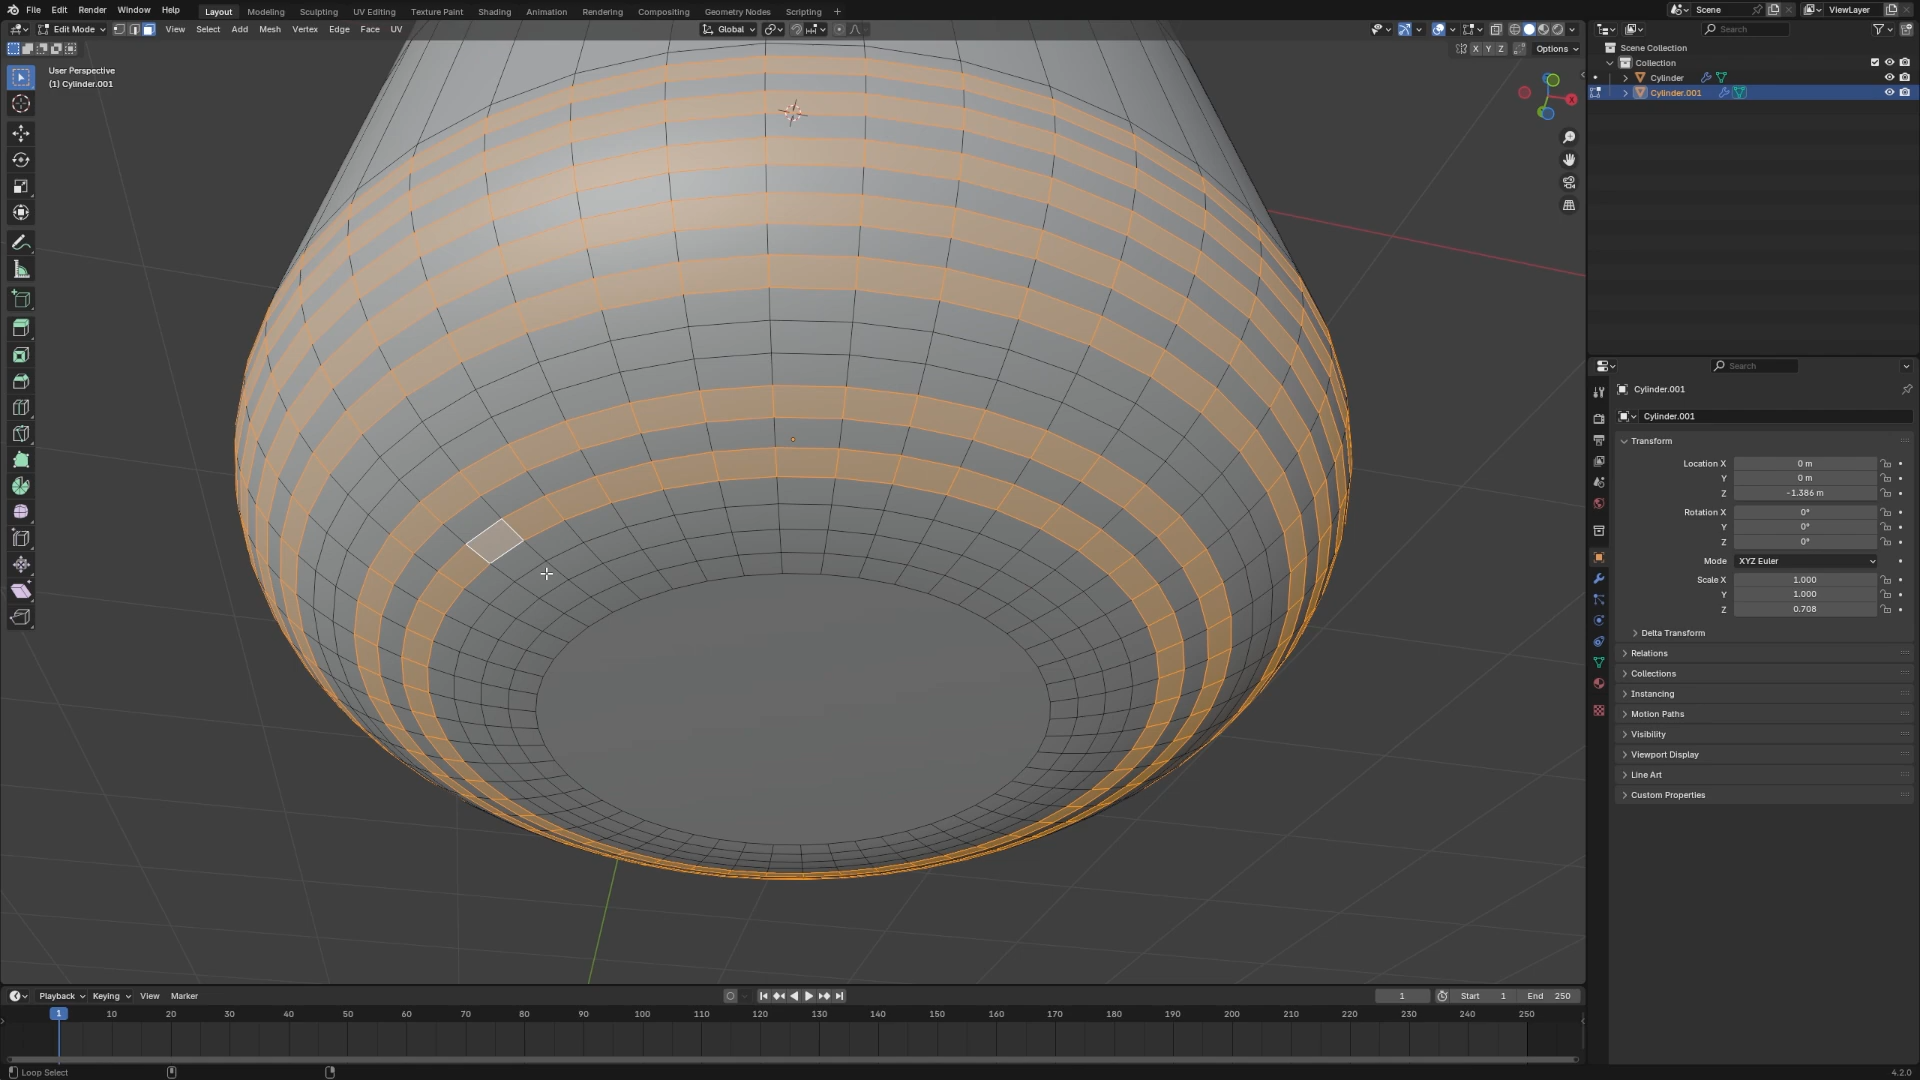 File Edit Render Window Help Layout Modeling Sculpting UV Editing Texture Paint Shading Animation Rendering Compositing Geometry Nodes Scripting + Scene ViewLayer
Edit Mode View Select Add Mesh Vertex Edge Face UV Global Search
X Y Z Options
Scene Collection
Collection
Cylinder
Cylinder.001
User Perspective
(1) Cylinder.001
X
Search
Cylinder.001
Cylinder.001
Transform
Location X 0 m
Y 0 m
Z -1.386 m
Rotation X 0°
Y 0°
Z 0°
Mode XYZ Euler
Scale X 1.000
Y 1.000
Z 0.708
Delta Transform
Relations
Collections
Instancing
Motion Paths
Visibility
Viewport Display
Line Art
Custom Properties
Playback Keying View Marker 1 Start 1 End 250
1 10 20 30 40 50 60 70 80 90 100 110 120 130 140 150 160 170 180 190 200 210 220 230 240 250
Loop Select 4.2.0